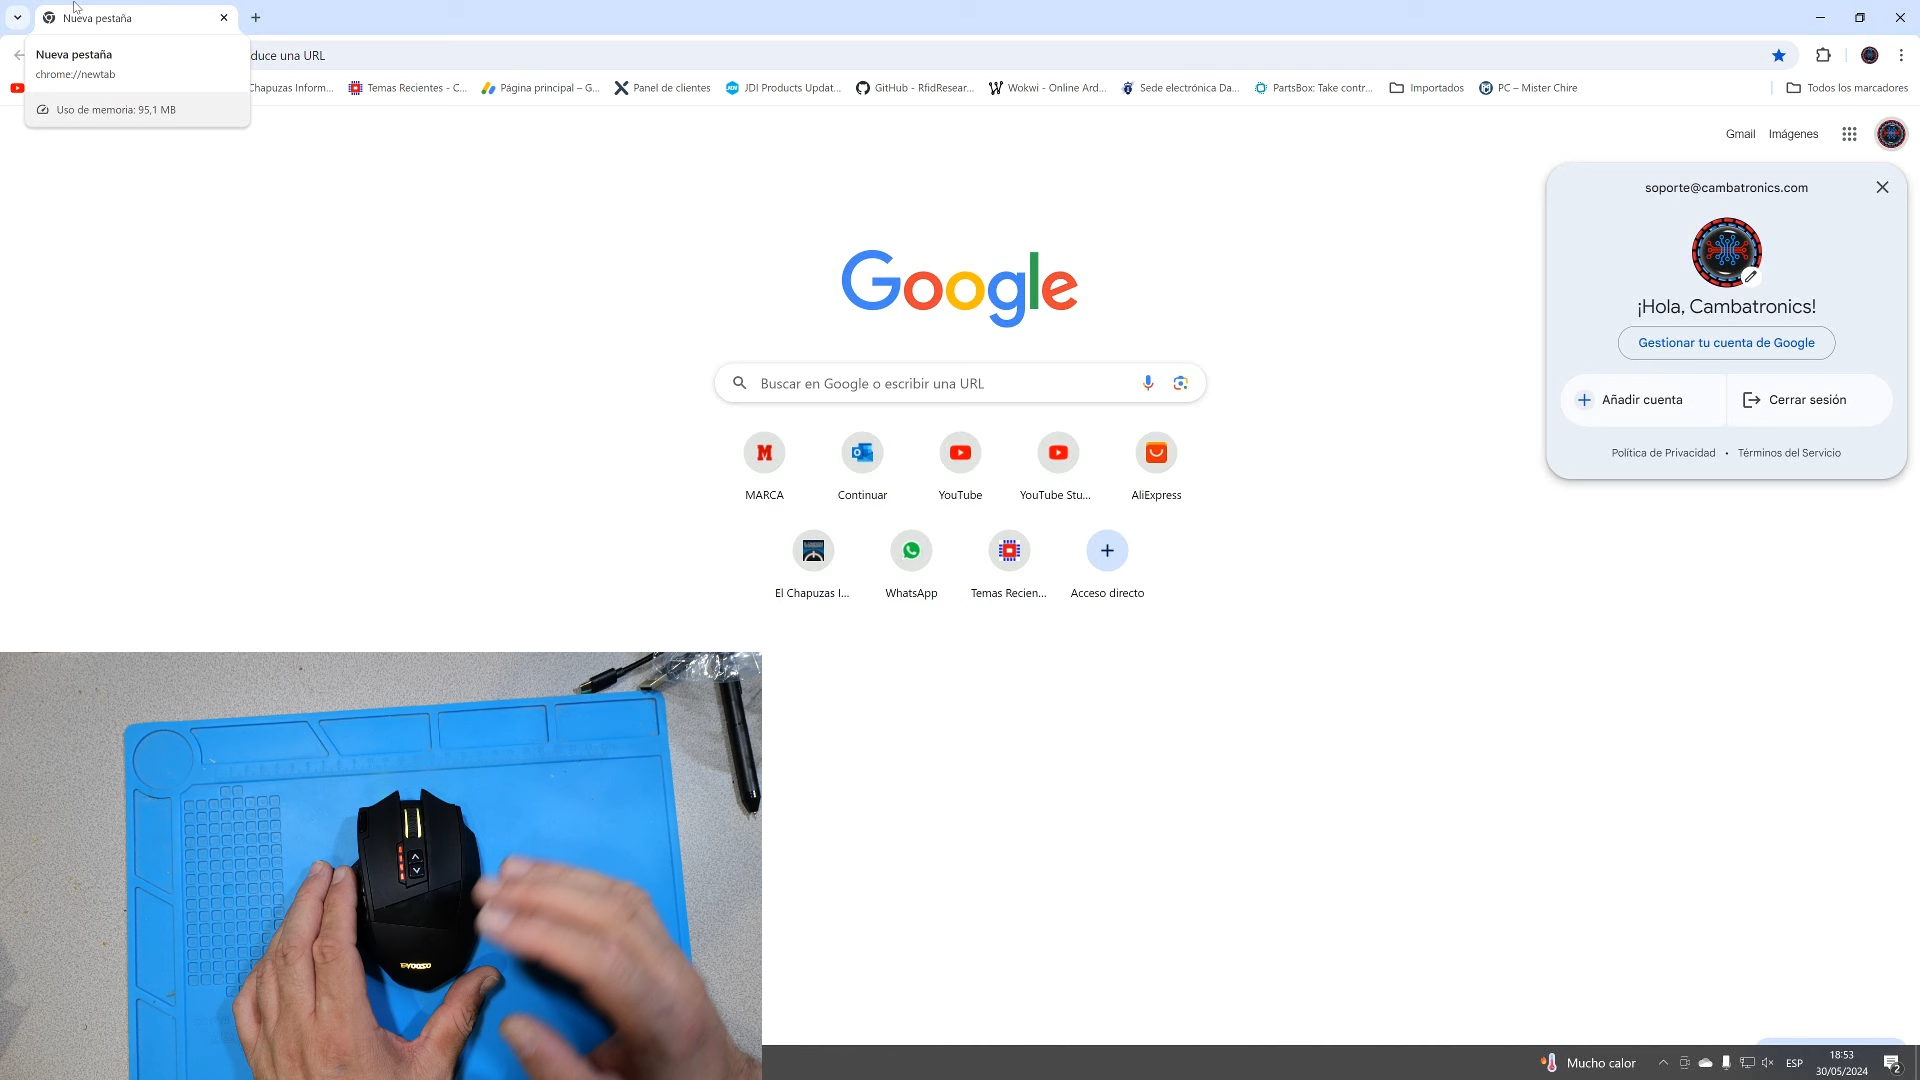 Nueva pestaña
Nueva pestaña
chrome://newtab
Uso de memoria: 95,1 MB
duce una URL
Chapuzas Inform...
Temas Recientes - C...
Página principal – G...
Panel de clientes
JDI Products Updat...
GitHub - RfidResear...
Wokwi - Online Ard...
Sede electrónica Da...
PartsBox: Take contr...
Importados
PC – Mister Chire
Todos los marcadores
Gmail
Imágenes
soporte@cambatronics.com
¡Hola, Cambatronics!
Gestionar tu cuenta de Google
Añadir cuenta
Cerrar sesión
Política de Privacidad • Términos del Servicio
Google
Buscar en Google o escribir una URL
MARCA
Continuar
YouTube
YouTube Stu...
AliExpress
El Chapuzas I...
WhatsApp
Temas Recien...
Acceso directo
Mucho calor
ESP
18:53
30/05/2024
2